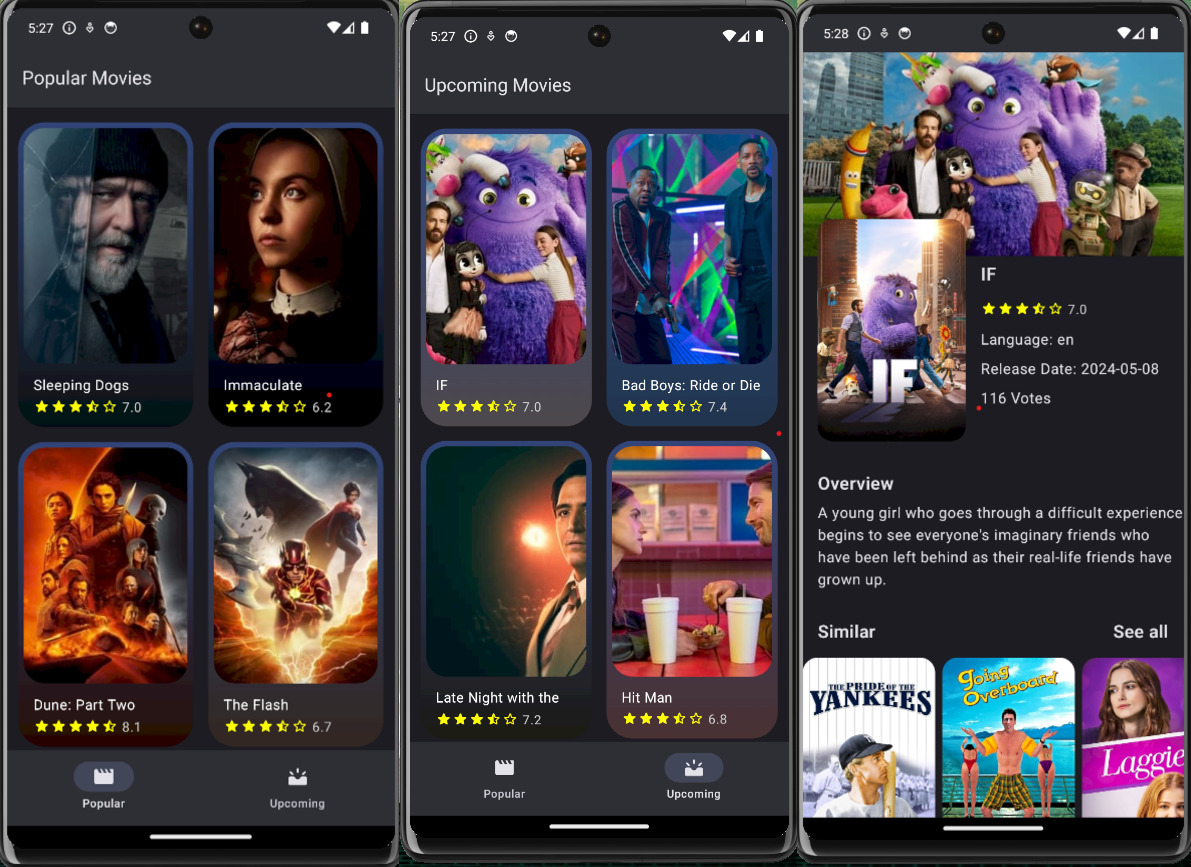 5:27
Popular Movies
Sleeping Dogs
7.0
Immaculate
6.2
Dune: Part Two
8.1
The Flash
6.7
Popular
Upcoming
5:27
Upcoming Movies
IF
7.0
Bad Boys: Ride or Die
7.4
Late Night with the
7.2
Hit Man
6.8
Popular
Upcoming
5:28
IF
IF
7.0
Language: en
Release Date: 2024-05-08
116 Votes
Overview
A young girl who goes through a difficult experience
begins to see everyone's imaginary friends who
have been left behind as their real-life friends have
grown up.
Similar
See all
THE PRIDE OF THE
YANKEES
going
Overboard
Laggie